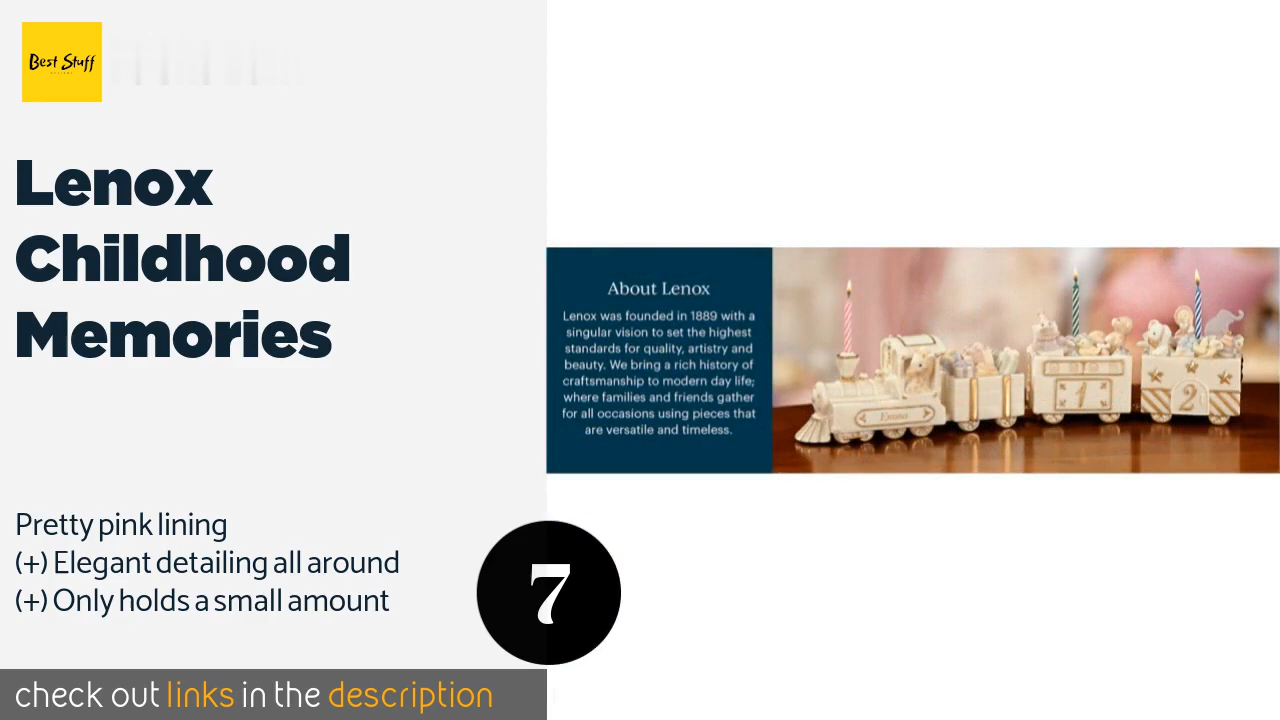 Best Stuff
Lenox
Childhood
Memories
Pretty pink lining
(+) Elegant detailing all around
(+) Only holds a small amount
7
check out links in the description
About Lenox
Lenox was founded in 1889 with a
singular vision to set the highest
standards for quality, artistry and
beauty. We bring a rich history of
craftsmanship to modern day life;
where families and friends gather
for all occasions using pieces that
are versatile and timeless.
Emma
1
2